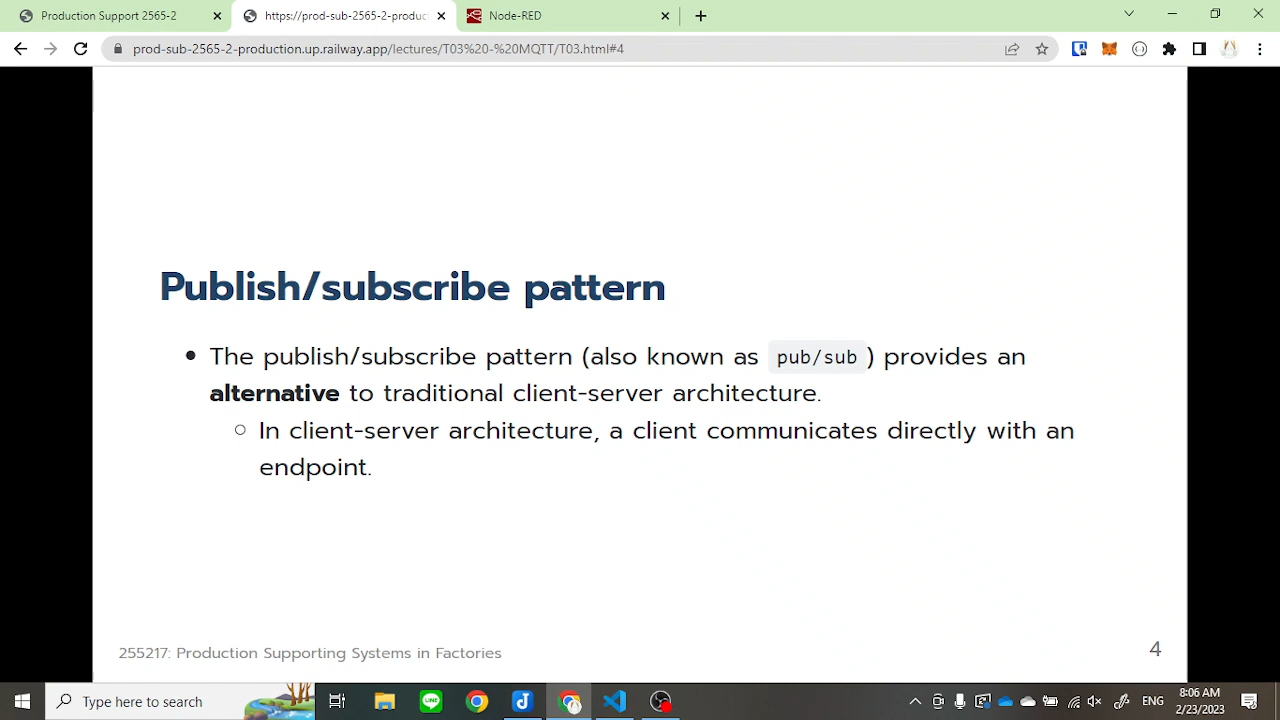 Production Support 2565-2
https://prod-sub-2565-2-produc
Node-RED
prod-sub-2565-2-production.up.railway.app/lectures/T03%20-%20MQTT/T03.html#4
Publish/subscribe pattern
• The publish/subscribe pattern (also known as pub/sub) provides an
alternative to traditional client-server architecture.
○ In client-server architecture, a client communicates directly with an
endpoint.
255217: Production Supporting Systems in Factories
4
Type here to search
LINE
ENG
8:06 AM
2/23/2023